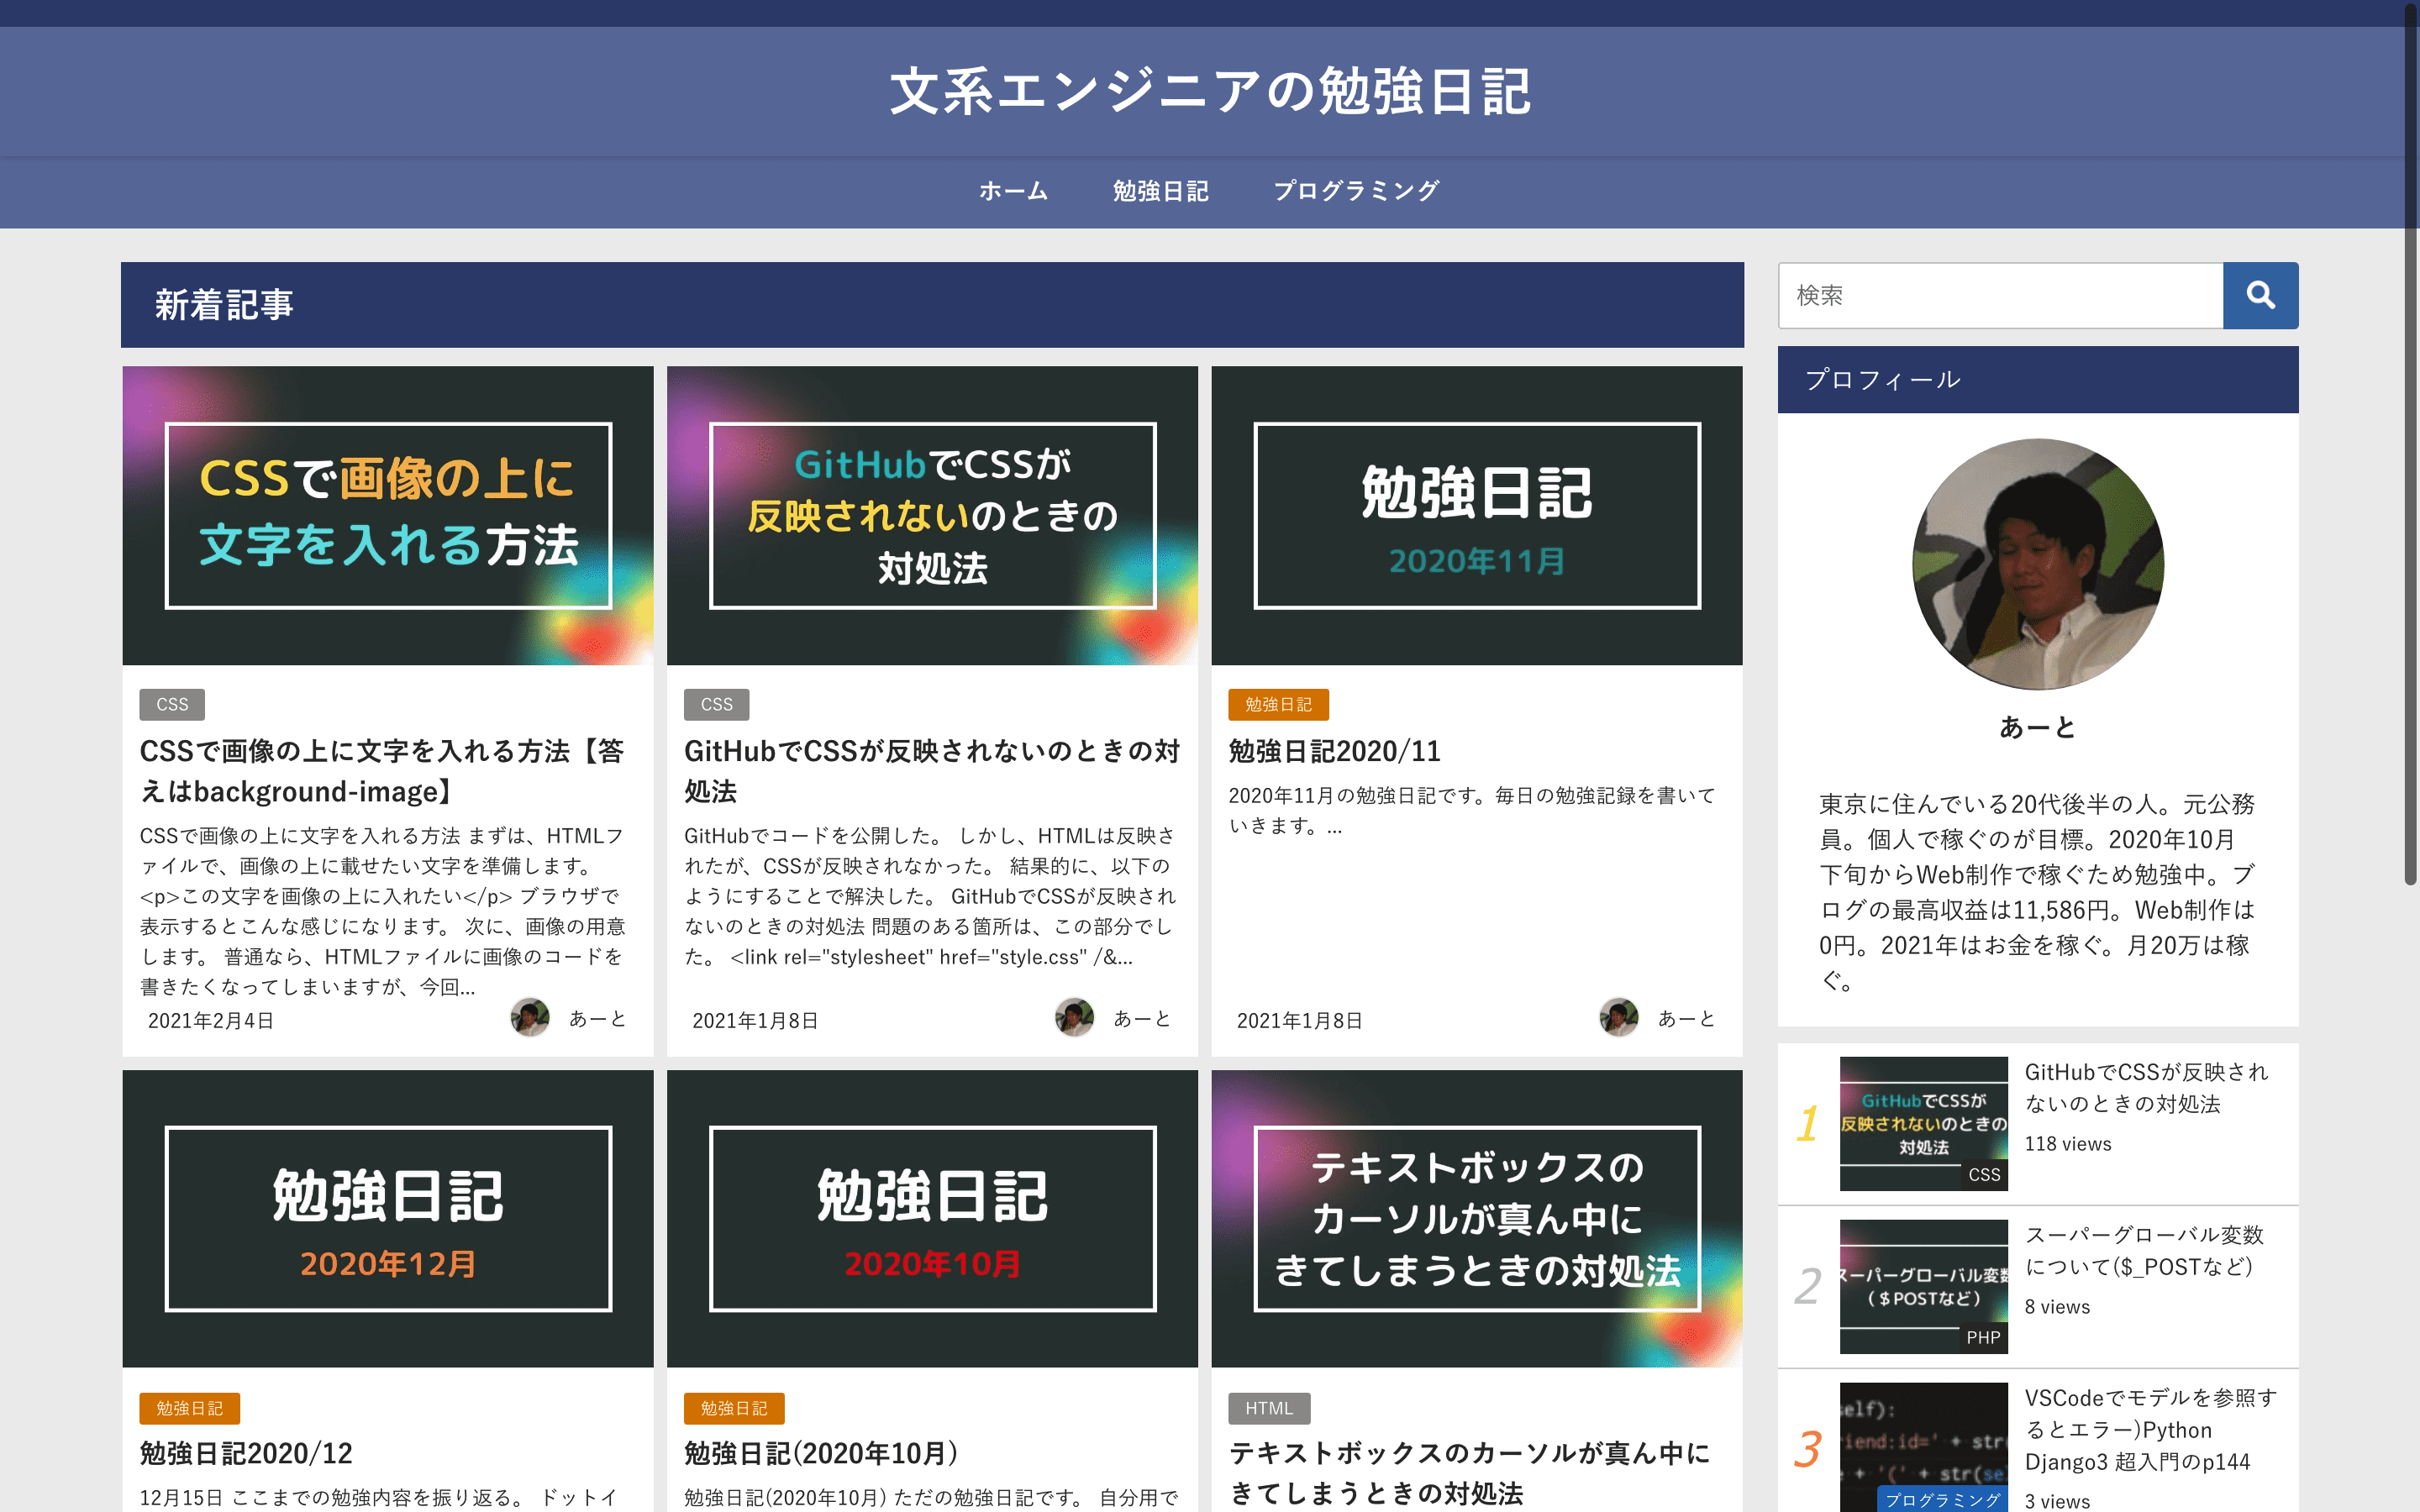 文系エンジニアの勉強日記
ホーム 勉強日記 プログラミング
新着記事
CSSで画像の上に
文字を入れる方法
CSS
CSSで画像の上に文字を入れる方法【答
えはbackground-image】
CSSで画像の上に文字を入れる方法 まずは、HTMLフ
ァイルで、画像の上に載せたい文字を準備します。
<p>この文字を画像の上に入れたい</p> ブラウザで
表示するとこんな感じになります。 次に、画像の用意
します。 普通なら、HTMLファイルに画像のコードを
書きたくなってしまいますが、今回...
2021年2月4日 あーと
GitHubでCSSが
反映されないのときの
対処法
CSS
GitHubでCSSが反映されないのときの対
処法
GitHubでコードを公開した。 しかし、HTMLは反映さ
れたが、CSSが反映されなかった。 結果的に、以下の
ようにすることで解決した。 GitHubでCSSが反映され
ないのときの対処法 問題のある箇所は、この部分でし
た。 <link rel="stylesheet" href="style.css" /&...
2021年1月8日 あーと
勉強日記
2020年11月
勉強日記
勉強日記2020/11
2020年11月の勉強日記です。毎日の勉強記録を書いて
いきます。...
2021年1月8日 あーと
勉強日記
2020年12月
勉強日記
勉強日記2020/12
12月15日 ここまでの勉強内容を振り返る。 ドットイ
勉強日記
2020年10月
勉強日記
勉強日記(2020年10月)
勉強日記(2020年10月) ただの勉強日記です。 自分用で
テキストボックスの
カーソルが真ん中に
きてしまうときの対処法
HTML
テキストボックスのカーソルが真ん中に
きてしまうときの対処法
検索
プロフィール
あーと
東京に住んでいる20代後半の人。元公務
員。個人で稼ぐのが目標。2020年10月
下旬からWeb制作で稼ぐため勉強中。ブ
ログの最高収益は11,586円。Web制作は
0円。2021年はお金を稼ぐ。月20万は稼
ぐ。
1
GitHubでCSSが
反映されないのときの
対処法
CSS
GitHubでCSSが反映され
ないのときの対処法
118 views
2
スーパーグローバル変数
（＄POSTなど）
PHP
スーパーグローバル変数
について($_POSTなど)
8 views
3
self):
riend:id=' + str(
+ '(' + str(se
プログラミング
VSCodeでモデルを参照す
るとエラー)Python
Django3 超入門のp144
3 views